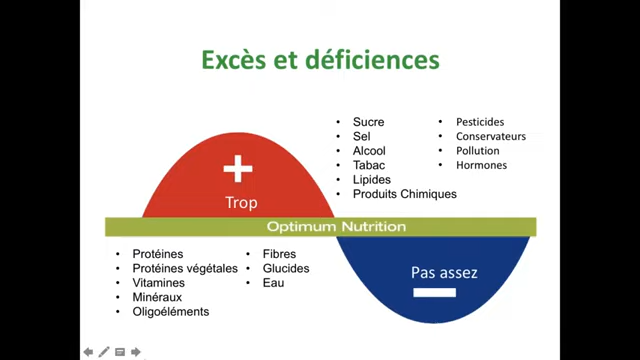 Excès et déficiences
Sucre
Sel
Alcool
Tabac
Lipides
Produits Chimiques
Pesticides
Conservateurs
Pollution
Hormones
+
Trop
Optimum Nutrition
Protéines
Protéines végétales
Vitamines
Minéraux
Oligoéléments
Fibres
Glucides
Eau
Pas assez